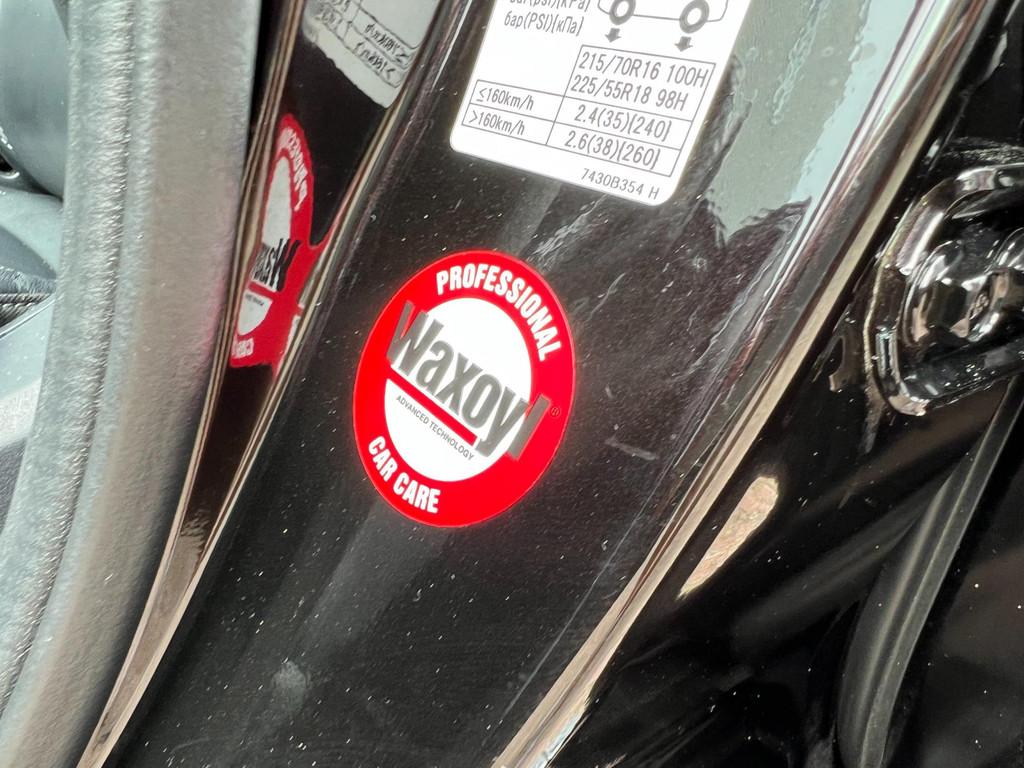 бар(PSI)(кПа)
215/70R16 100H
225/55R18 98H
≤160km/h
2.4(35)(240)
>160km/h
2.6(38)(260)
7430B354 H
PROFESSIONAL
Waxoyl®
ADVANCED TECHNOLOGY
CAR CARE